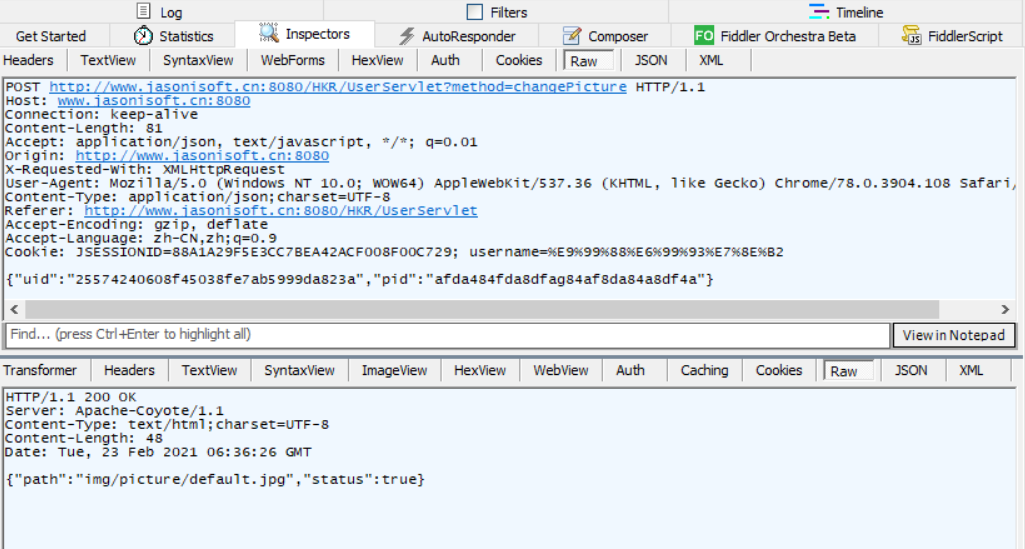 Log Filters Timeline
Get Started Statistics Inspectors AutoResponder Composer FO Fiddler Orchestra Beta JS FiddlerScript
Headers TextView SyntaxView WebForms HexView Auth Cookies Raw JSON XML
POST http://www.jasonisoft.cn:8080/HKR/UserServlet?method=changePicture HTTP/1.1
Host: www.jasonisoft.cn:8080
Connection: keep-alive
Content-Length: 81
Accept: application/json, text/javascript, */*; q=0.01
Origin: http://www.jasonisoft.cn:8080
X-Requested-With: XMLHttpRequest
User-Agent: Mozilla/5.0 (Windows NT 10.0; WOW64) AppleWebKit/537.36 (KHTML, like Gecko) Chrome/78.0.3904.108 Safari/
Content-Type: application/json;charset=UTF-8
Referer: http://www.jasonisoft.cn:8080/HKR/UserServlet
Accept-Encoding: gzip, deflate
Accept-Language: zh-CN,zh;q=0.9
Cookie: JSESSIONID=88A1A29F5E3CC7BEA42ACF008F00C729; username=%E9%99%88%E6%99%93%E7%8E%B2
{"uid":"25574240608f45038fe7ab5999da823a","pid":"afda484fda8dfag84af8da84a8df4a"}
Find... (press Ctrl+Enter to highlight all) View in Notepad
Transformer Headers TextView SyntaxView ImageView HexView WebView Auth Caching Cookies Raw JSON XML
HTTP/1.1 200 OK
Server: Apache-Coyote/1.1
Content-Type: text/html;charset=UTF-8
Content-Length: 48
Date: Tue, 23 Feb 2021 06:36:26 GMT
{"path":"img/picture/default.jpg","status":true}